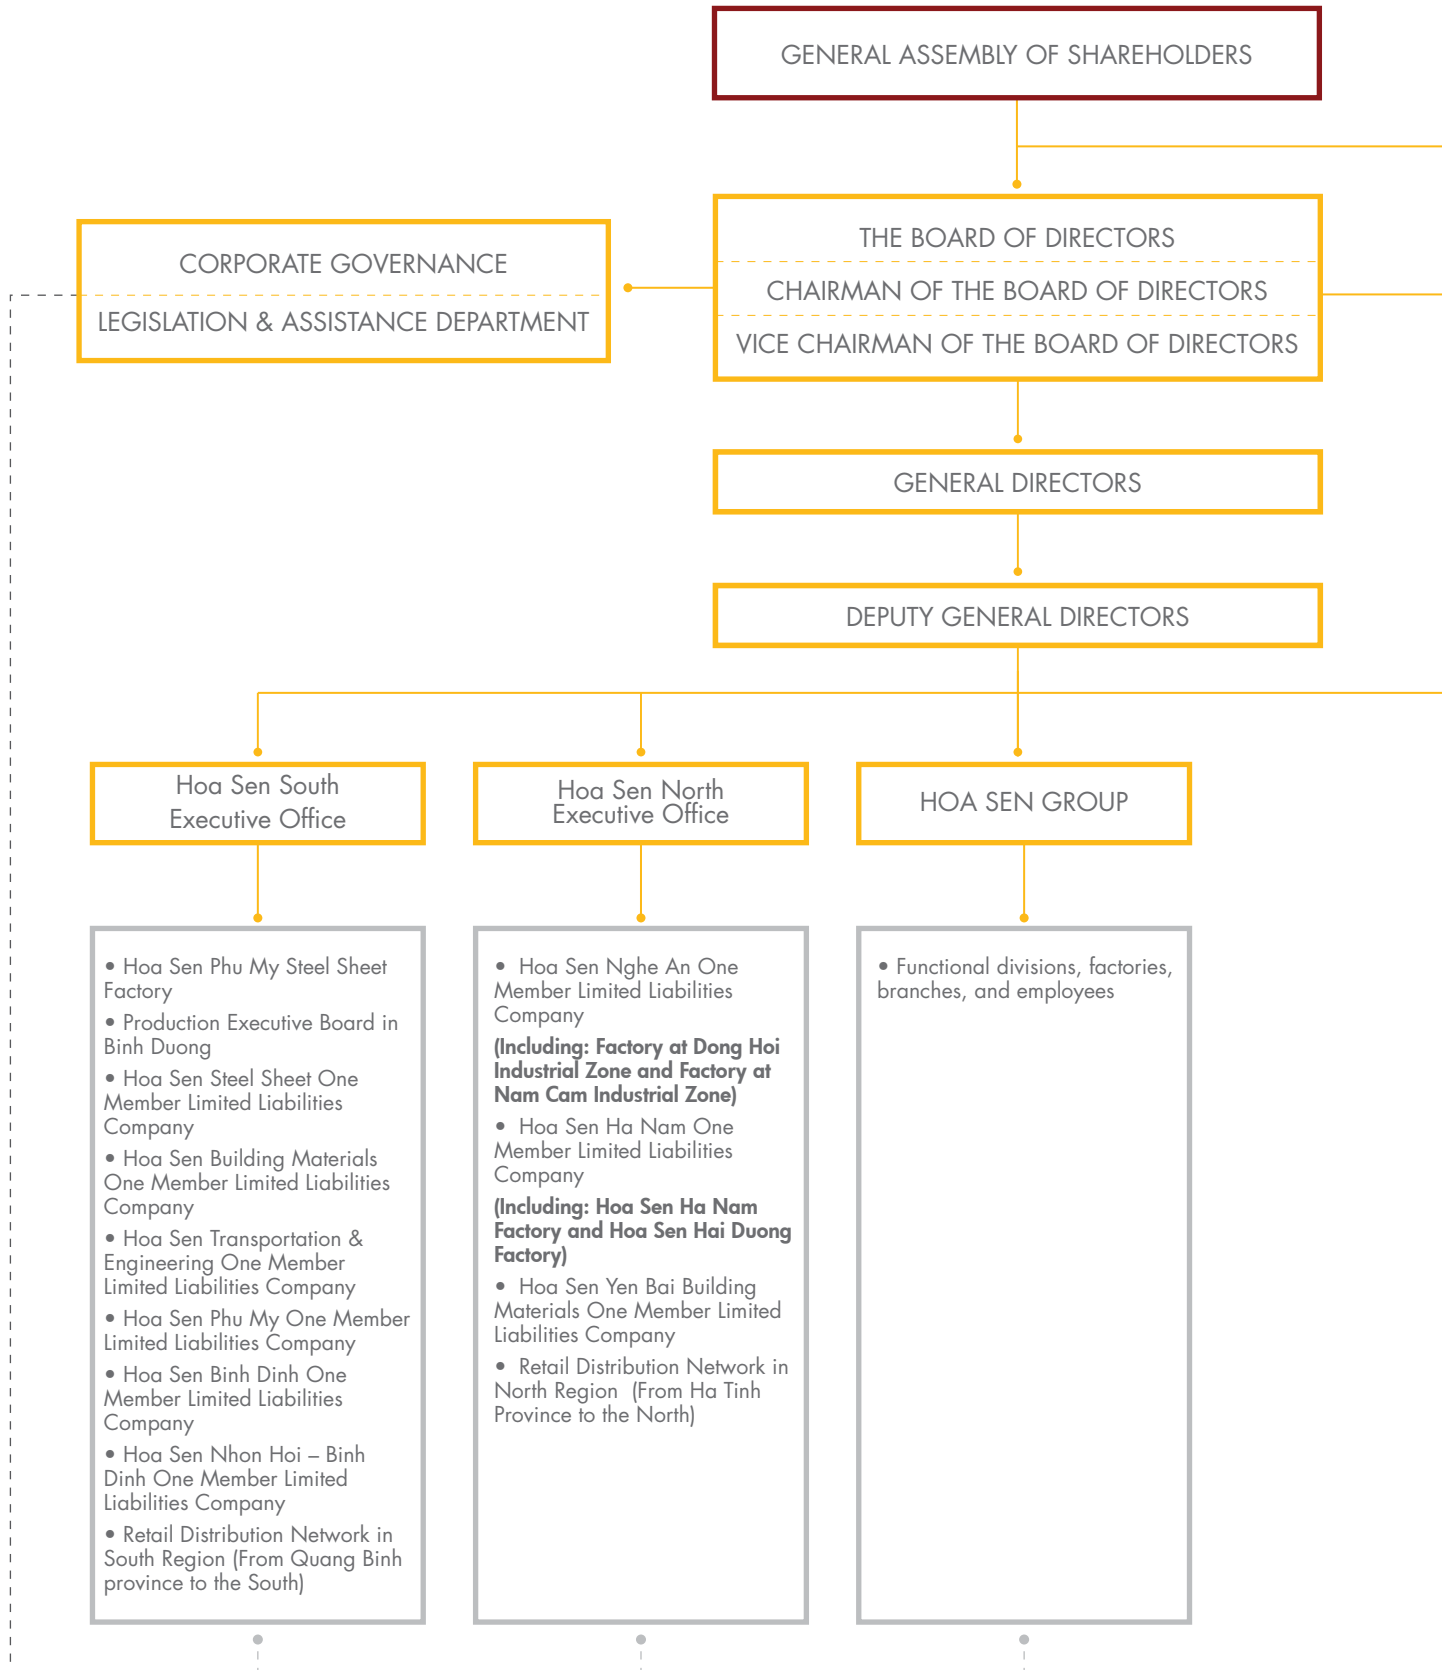 GENERAL ASSEMBLY OF SHAREHOLDERS
THE BOARD OF DIRECTORS
CHAIRMAN OF THE BOARD OF DIRECTORS
VICE CHAIRMAN OF THE BOARD OF DIRECTORS
CORPORATE GOVERNANCE
LEGISLATION & ASSISTANCE DEPARTMENT
GENERAL DIRECTORS
DEPUTY GENERAL DIRECTORS
Hoa Sen South
Executive Office
Hoa Sen North
Executive Office
HOA SEN GROUP
• Hoa Sen Phu My Steel Sheet
Factory
• Production Executive Board in
Binh Duong
• Hoa Sen Steel Sheet One
Member Limited Liabilities
Company
• Hoa Sen Building Materials
One Member Limited Liabilities
Company
• Hoa Sen Transportation &
Engineering One Member
Limited Liabilities Company
• Hoa Sen Phu My One Member
Limited Liabilities Company
• Hoa Sen Binh Dinh One
Member Limited Liabilities
Company
• Hoa Sen Nhon Hoi – Binh
Dinh One Member Limited
Liabilities Company
• Retail Distribution Network in
South Region (From Quang Binh
province to the South)
• Hoa Sen Nghe An One
Member Limited Liabilities
Company
(Including: Factory at Dong Hoi
Industrial Zone and Factory at
Nam Cam Industrial Zone)
• Hoa Sen Ha Nam One
Member Limited Liabilities
Company
(Including: Hoa Sen Ha Nam
Factory and Hoa Sen Hai Duong
Factory)
• Hoa Sen Yen Bai Building
Materials One Member Limited
Liabilities Company
• Retail Distribution Network in
North Region (From Ha Tinh
Province to the North)
• Functional divisions, factories,
branches, and employees